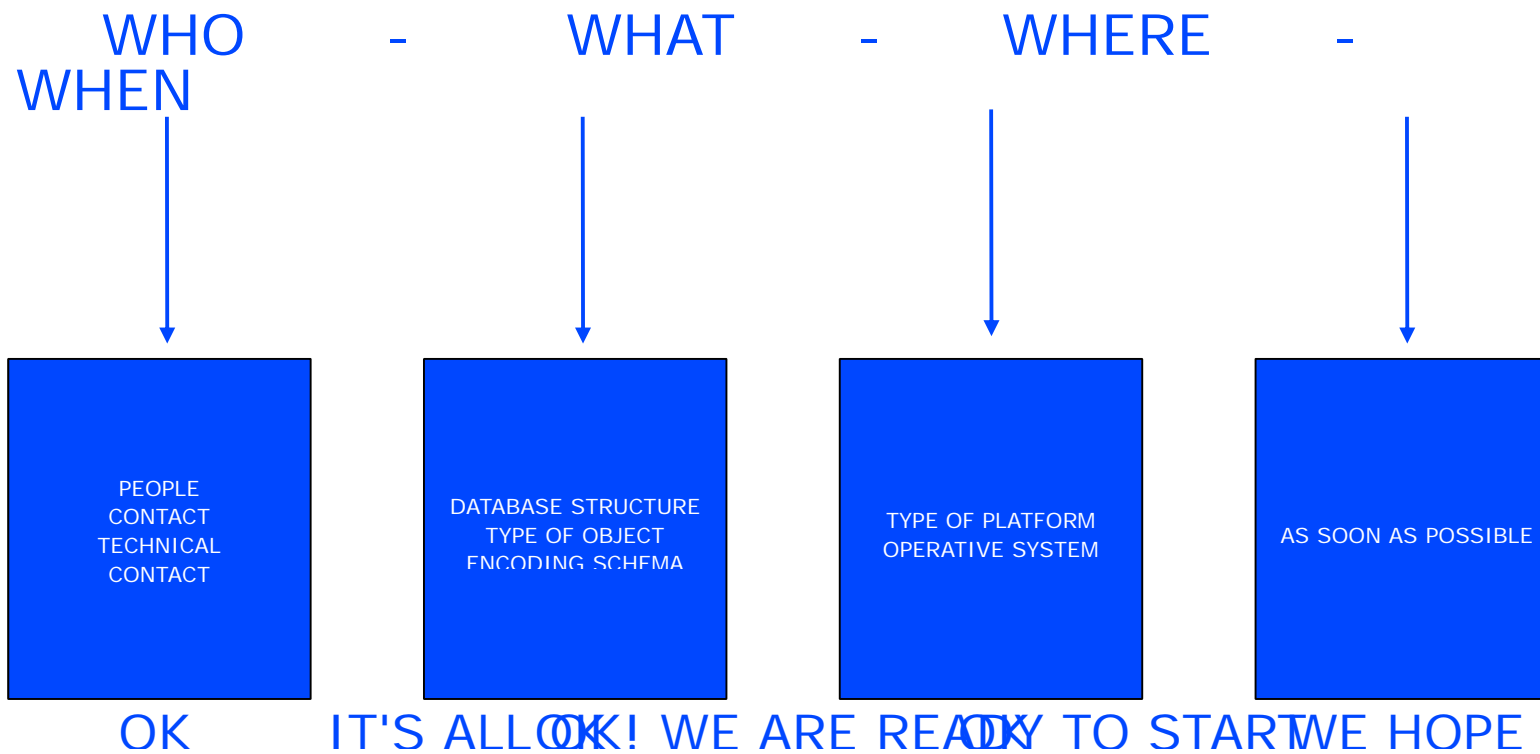 WHO - WHAT - WHERE -
WHEN
PEOPLE
CONTACT
TECHNICAL
CONTACT
DATABASE STRUCTURE
TYPE OF OBJECT
ENCODING SCHEMA
TYPE OF PLATFORM
OPERATIVE SYSTEM
AS SOON AS POSSIBLE
OK
IT'S ALL OK! WE ARE READY TO START
OK
OK
WE HOPE